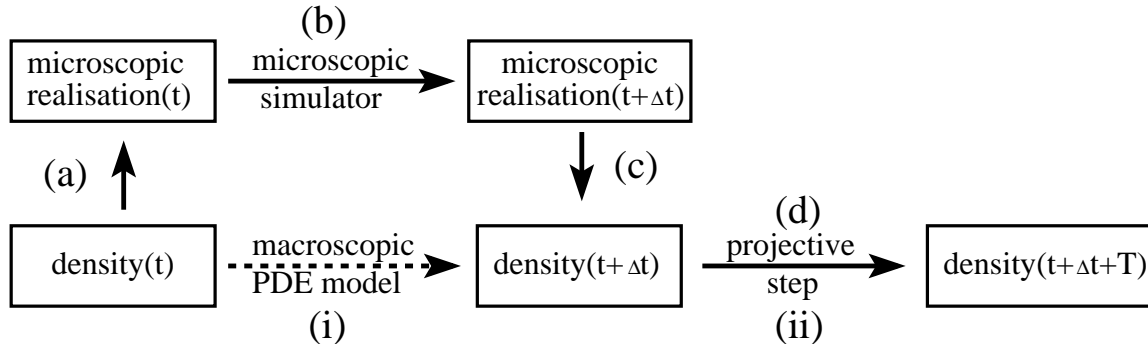 (b)
microscopic
realisation(t)
microscopic
simulator
microscopic
realisation(t+Δt)
(a)
(c)
density(t)
macroscopic
PDE model
(i)
density(t+Δt)
(d)
projective
step
(ii)
density(t+Δt+T)